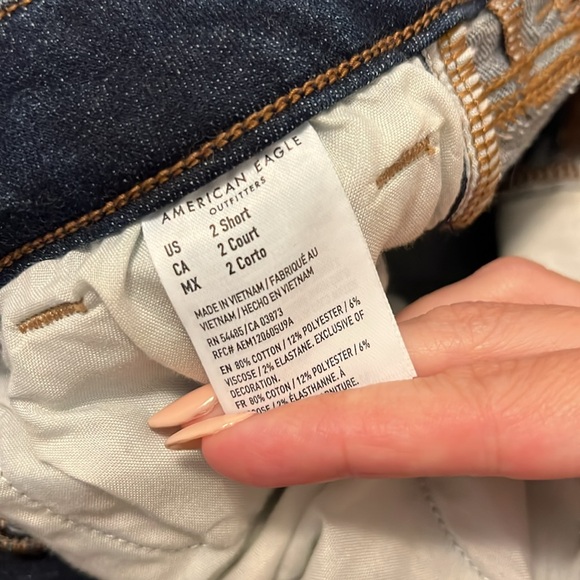 AMERICAN EAGLE
OUTFITTERS
US 2 Short
CA 2 Court
MX 2 Corto
MADE IN VIETNAM / FABRIQUÉ AU
VIETNAM / HECHO EN VIETNAM
RN 54485/CA 03873
RFC# AEM120605U9A
EN 80% COTTON / 12% POLYESTER / 6%
VISCOSE / 2% ELASTANE. EXCLUSIVE OF
DECORATION.
FR 80% COTON / 12% POLYESTER / 6%
/ 2% ÉLASTHANNE. À